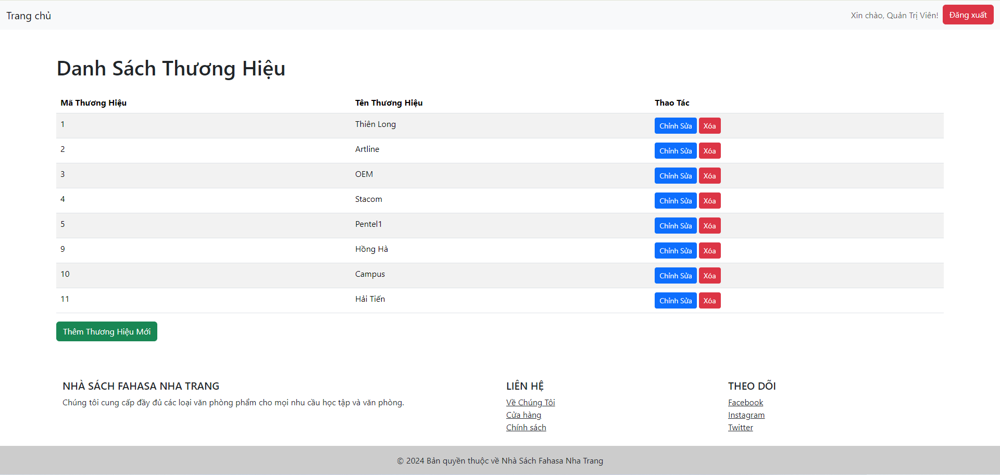 Trang chủ
Xin chào, Quản Trị Viên! Đăng xuất
Danh Sách Thương Hiệu
Mã Thương Hiệu Tên Thương Hiệu Thao Tác
1 Thiên Long Chỉnh Sửa Xóa
2 Artline Chỉnh Sửa Xóa
3 OEM Chỉnh Sửa Xóa
4 Stacom Chỉnh Sửa Xóa
5 Pentel1 Chỉnh Sửa Xóa
9 Hồng Hà Chỉnh Sửa Xóa
10 Campus Chỉnh Sửa Xóa
11 Hải Tiến Chỉnh Sửa Xóa
Thêm Thương Hiệu Mới
NHÀ SÁCH FAHASA NHA TRANG
Chúng tôi cung cấp đầy đủ các loại văn phòng phẩm cho mọi nhu cầu học tập và văn phòng.
LIÊN HỆ
Về Chúng Tôi
Cửa hàng
Chính sách
THEO DÕI
Facebook
Instagram
Twitter
© 2024 Bản quyền thuộc về Nhà Sách Fahasa Nha Trang